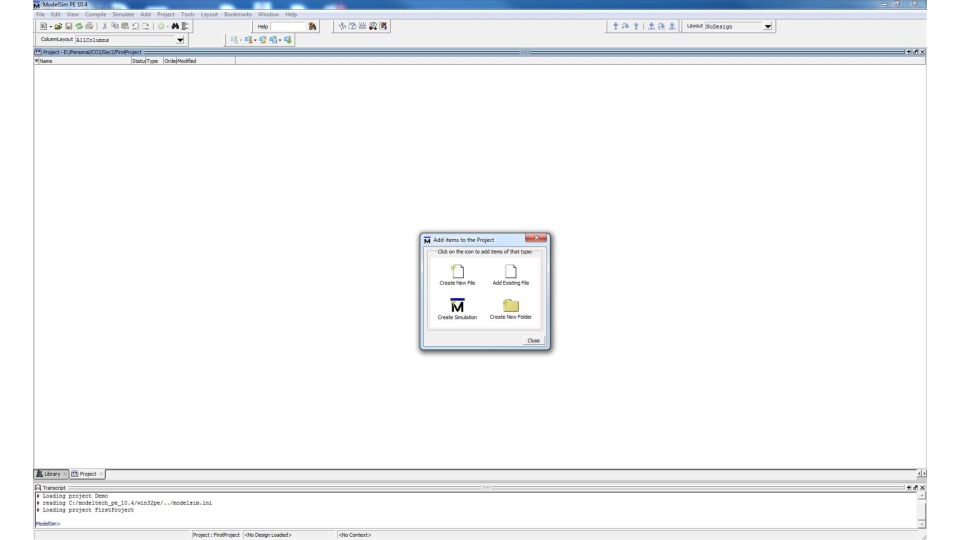 ModelSim PE 10.4
File Edit View Compile Simulate Add Project Tools Layout Bookmarks Window Help
Help
Layout NoDesign
ColumnLayout AllColumns
Project - E:/Personal/CO2/Sec2/FirstProject
Name Status Type Order Modified
Add items to the Project
Click on the icon to add items of that type:
Create New File Add Existing File
Create Simulation Create New Folder
Close
Library Project
Transcript
# Loading project Demo
# reading C:/modeltech_pe_10.4/win32pe/../modelsim.ini
# Loading project FirstProject
ModelSim>
Project : FirstProject <No Design Loaded> <No Context>